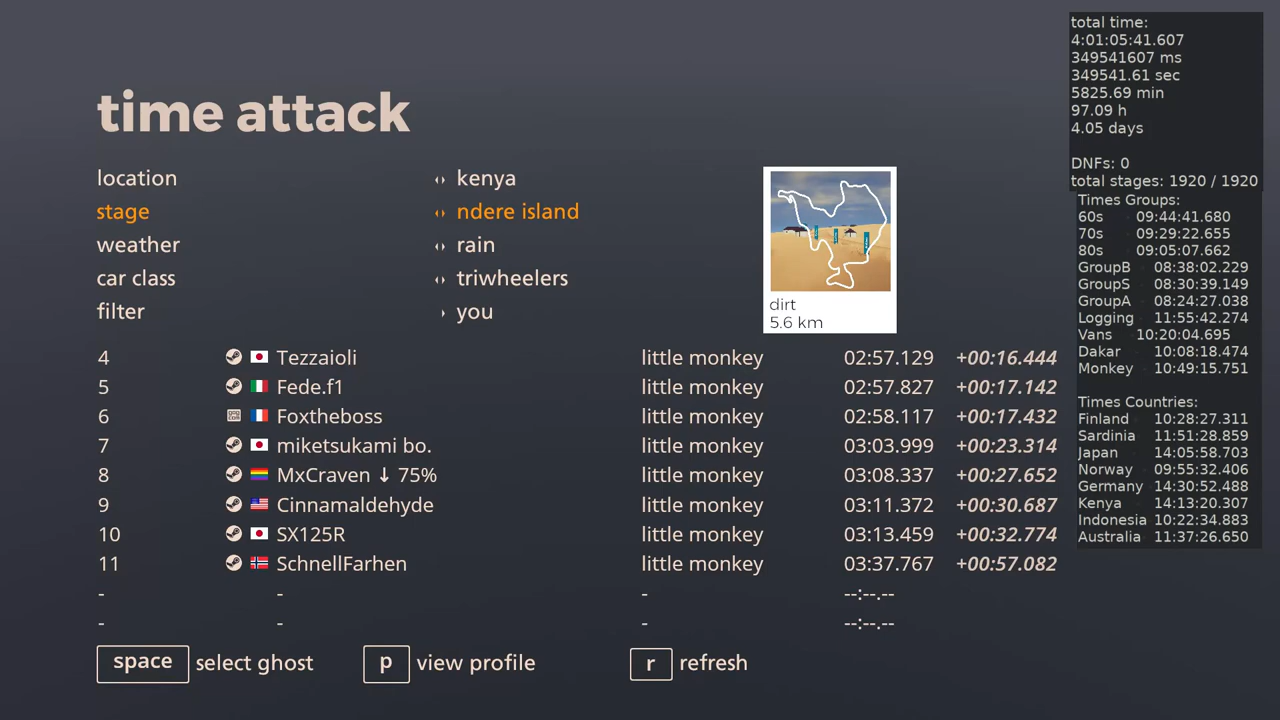 time attack
location kenya
stage ndere island
weather rain
car class triwheelers
filter you
dirt
5.6 km
4 Tezzaioli little monkey 02:57.129 +00:16.444
5 Fede.f1 little monkey 02:57.827 +00:17.142
6 Foxtheboss little monkey 02:58.117 +00:17.432
7 miketsukami bo. little monkey 03:03.999 +00:23.314
8 MxCraven ↓ 75% little monkey 03:08.337 +00:27.652
9 Cinnamaldehyde little monkey 03:11.372 +00:30.687
10 SX125R little monkey 03:13.459 +00:32.774
11 SchnellFarhen little monkey 03:37.767 +00:57.082
- - - --:--.--
- - - --:--.--
space select ghost p view profile r refresh
total time:
4:01:05:41.607
349541607 ms
349541.61 sec
5825.69 min
97.09 h
4.05 days
DNFs: 0
total stages: 1920 / 1920
Times Groups:
60s 09:44:41.680
70s 09:29:22.655
80s 09:05:07.662
GroupB 08:38:02.229
GroupS 08:30:39.149
GroupA 08:24:27.038
Logging 11:55:42.274
Vans 10:20:04.695
Dakar 10:08:18.474
Monkey 10:49:15.751
Times Countries:
Finland 10:28:27.311
Sardinia 11:51:28.859
Japan 14:05:58.703
Norway 09:55:32.406
Germany 14:30:52.488
Kenya 14:13:20.307
Indonesia 10:22:34.883
Australia 11:37:26.650